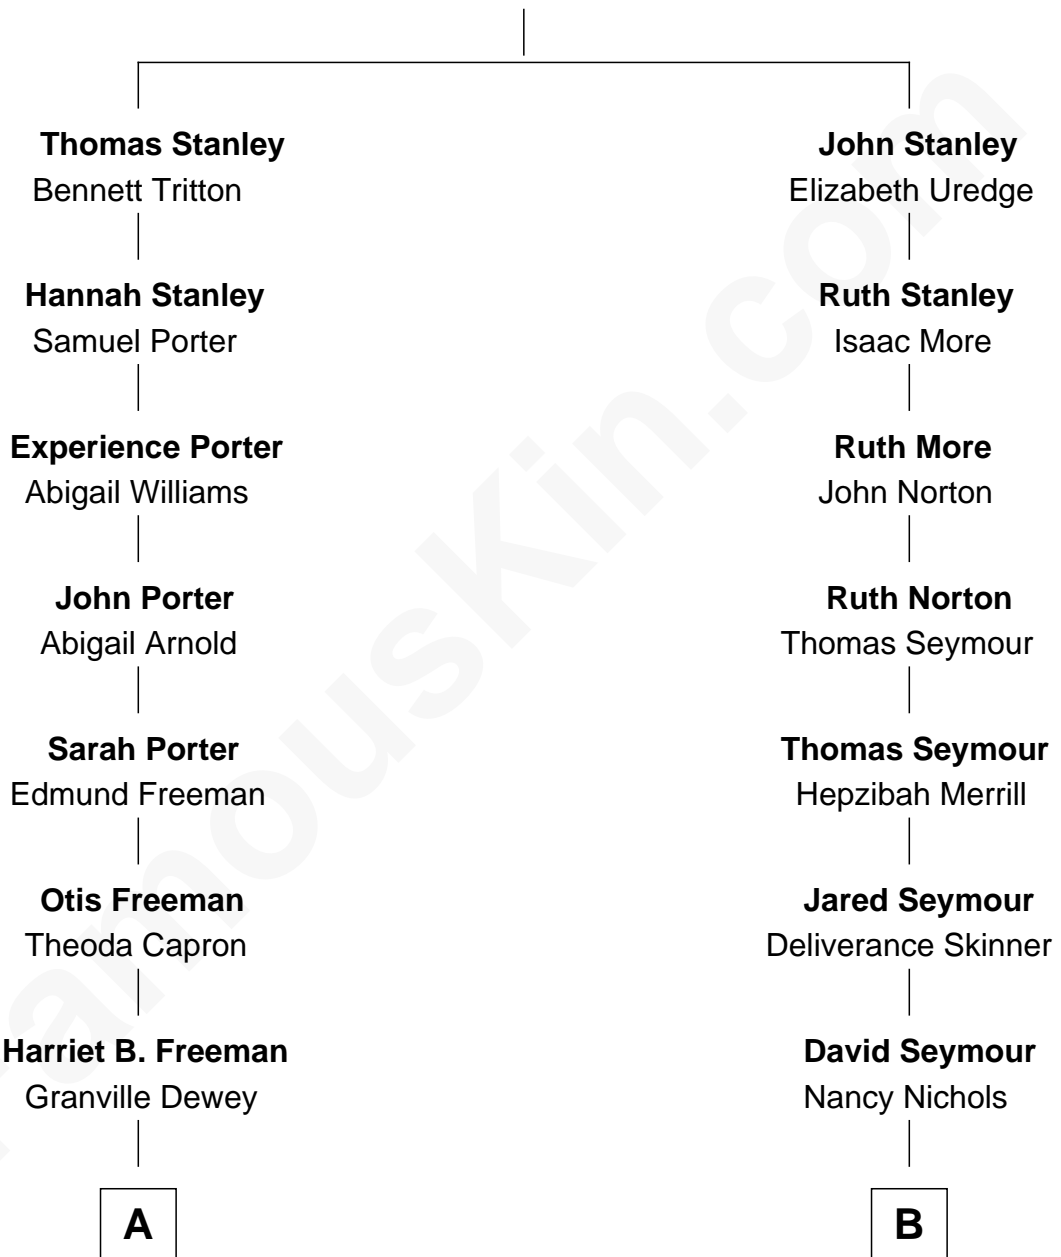 Thomas Stanley
Bennett Tritton
Hannah Stanley
Samuel Porter
Experience Porter
Abigail Williams
John Porter
Abigail Arnold
Sarah Porter
Edmund Freeman
Otis Freeman
Theoda Capron
Harriet B. Freeman
Granville Dewey
A
John Stanley
Elizabeth Uredge
Ruth Stanley
Isaac More
Ruth More
John Norton
Ruth Norton
Thomas Seymour
Thomas Seymour
Hepzibah Merrill
Jared Seymour
Deliverance Skinner
David Seymour
Nancy Nichols
B
FamousKin.com